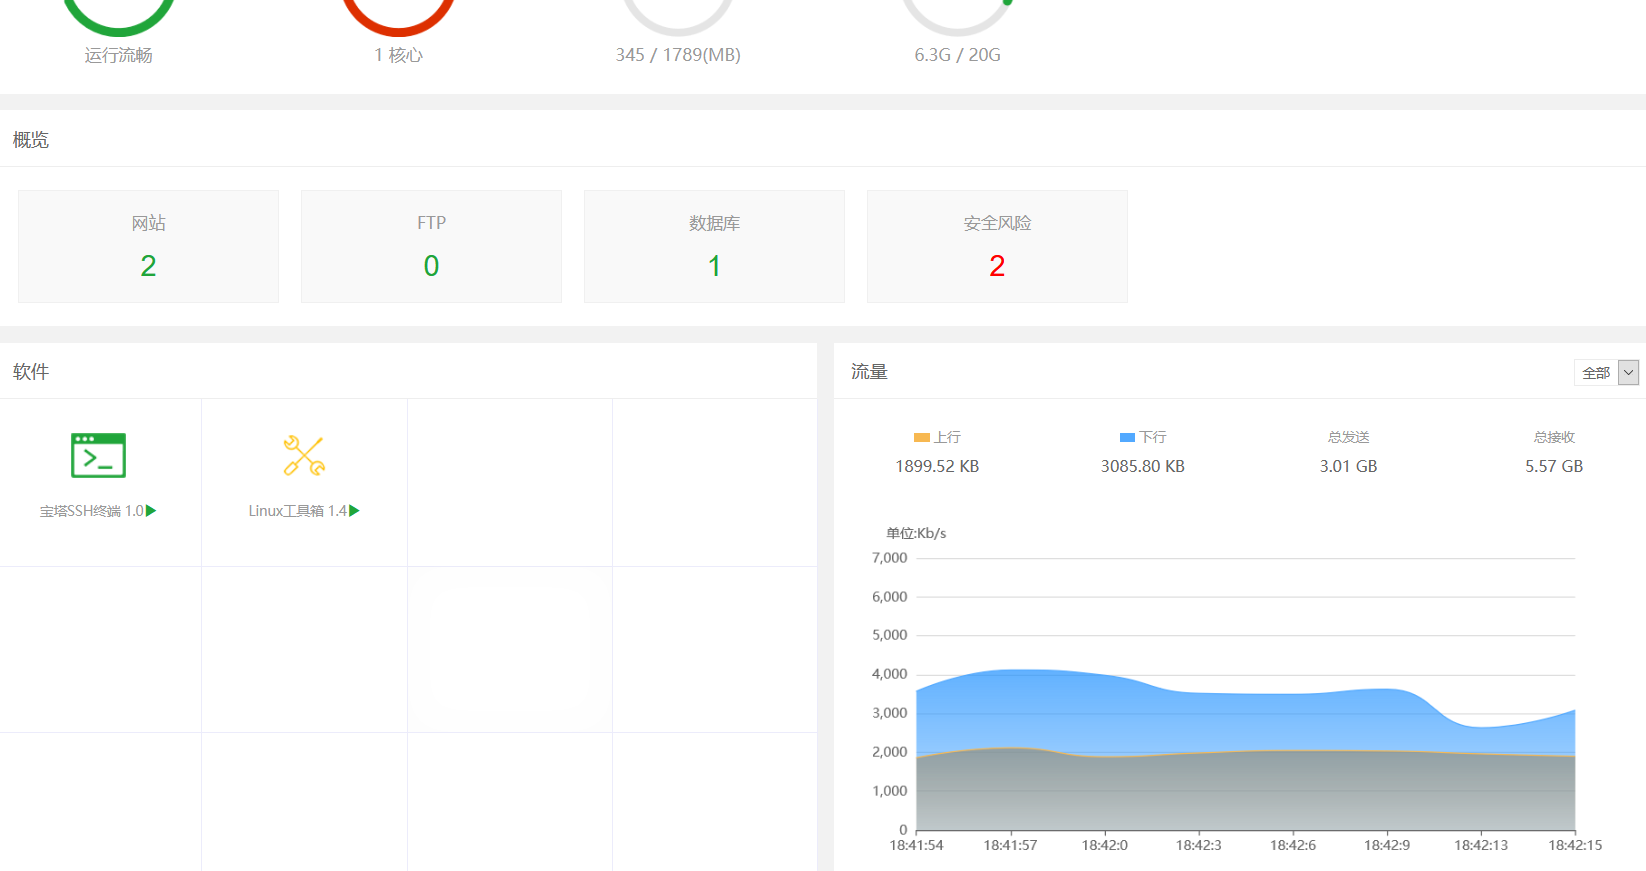 运行流畅
1 核心
345 / 1789(MB)
6.3G / 20G
概览
网站
FTP
数据库
安全风险
2
0
1
2
软件
流量
全部
宝塔SSH终端 1.0
Linux工具箱 1.4
上行
下行
总发送
总接收
1899.52 KB
3085.80 KB
3.01 GB
5.57 GB
单位:Kb/s
7,000
6,000
5,000
4,000
3,000
2,000
1,000
0
18:41:54
18:41:57
18:42:0
18:42:3
18:42:6
18:42:9
18:42:13
18:42:15